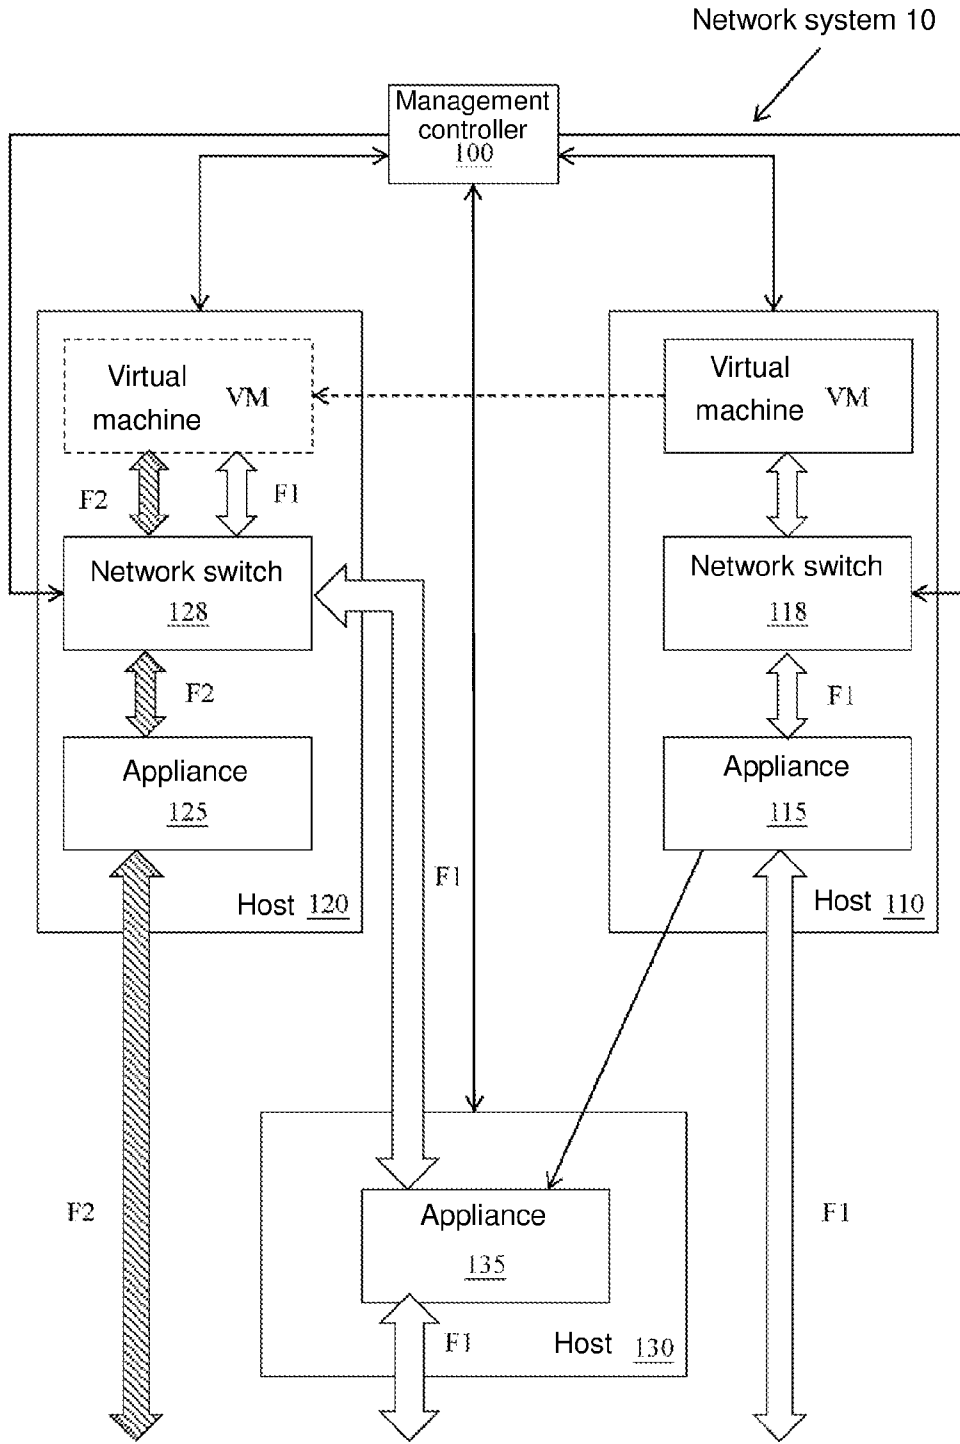 Network system 10
Management
controller
100
Virtual
machine VM
Virtual
machine VM
F2
F1
Network switch
128
Network switch
118
F2
F1
Appliance
125
Appliance
115
F1
Host 120
Host 110
F2
F1
Appliance
135
F1
Host 130